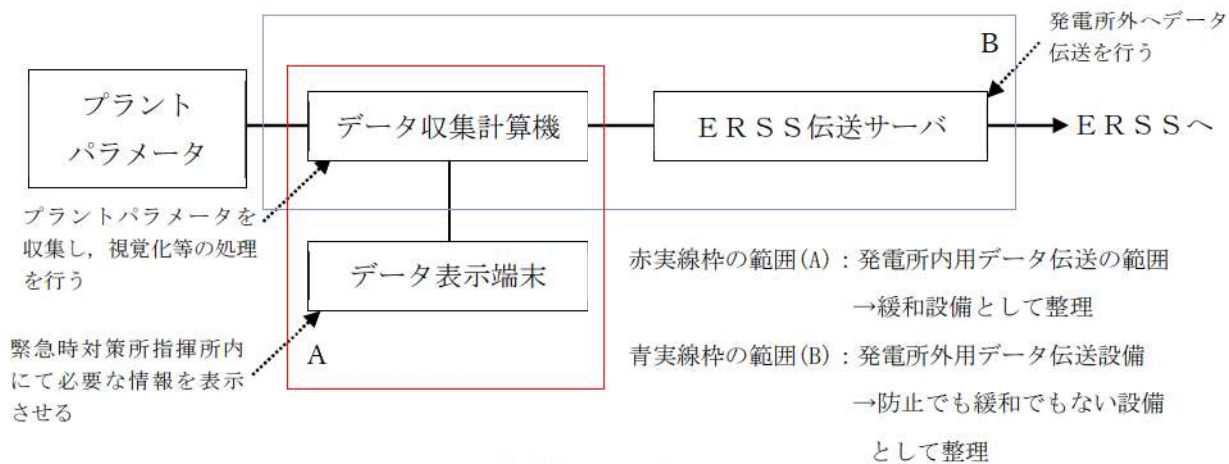 発電所外へデータ
伝送を行う
B
プラント
パラメータ
データ収集計算機
ERSS伝送サーバ
ERSSへ
プラントパラメータを
収集し，視覚化等の処理
を行う
データ表示端末
A
緊急時対策所指揮所内
にて必要な情報を表示
させる
赤実線枠の範囲(A)：発電所内用データ伝送の範囲
→緩和設備として整理
青実線枠の範囲(B)：発電所外用データ伝送設備
→防止でも緩和でもない設備
として整理